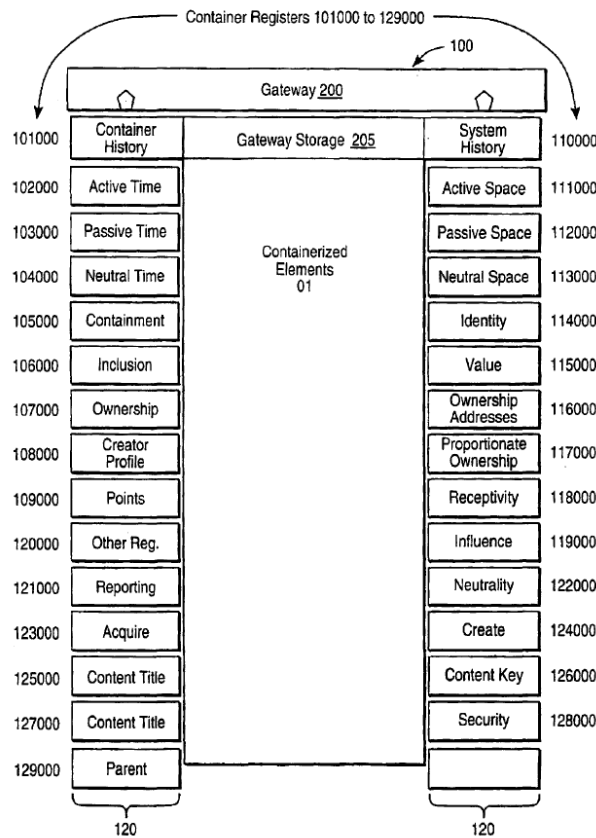 Container Registers 101000 to 129000
100
Gateway 200
101000 Container History Gateway Storage 205 System History 110000
102000 Active Time Active Space 111000
103000 Passive Time Passive Space 112000
Containerized
Elements
01
104000 Neutral Time Neutral Space 113000
105000 Containment Identity 114000
106000 Inclusion Value 115000
107000 Ownership Ownership Addresses 116000
108000 Creator Profile Proportionate Ownership 117000
109000 Points Receptivity 118000
120000 Other Reg. Influence 119000
121000 Reporting Neutrality 122000
123000 Acquire Create 124000
125000 Content Title Content Key 126000
127000 Content Title Security 128000
129000 Parent
120 120